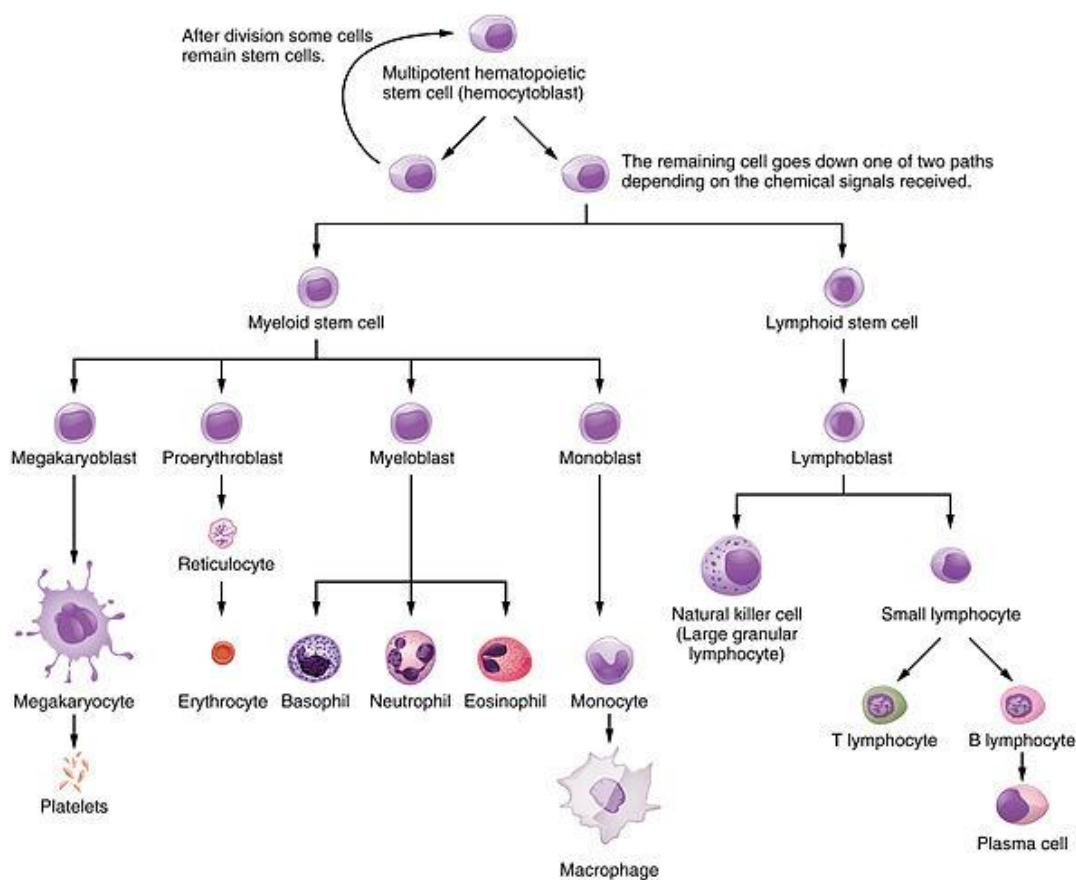 After division some cells
remain stem cells.
Multipotent hematopoietic
stem cell (hemocytoblast)
The remaining cell goes down one of two paths
depending on the chemical signals received.
Myeloid stem cell
Lymphoid stem cell
Megakaryoblast
Proerythroblast
Myeloblast
Monoblast
Lymphoblast
Reticulocyte
Natural killer cell
(Large granular
lymphocyte)
Small lymphocyte
Megakaryocyte
Erythrocyte
Basophil
Neutrophil
Eosinophil
Monocyte
T lymphocyte
B lymphocyte
Platelets
Macrophage
Plasma cell